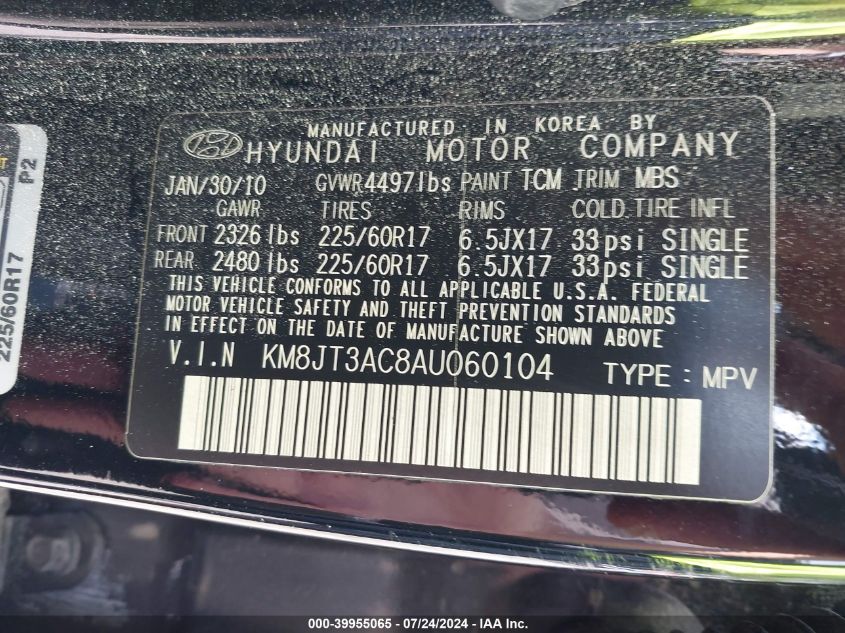 MANUFACTURED IN KOREA BY
HYUNDAI MOTOR COMPANY
JAN/30/10 GVWR 4497 lbs PAINT TCM TRIM MBS
GAWR TIRES RIMS COLD TIRE INFL
FRONT 2326 lbs 225/60R17 6.5JX17 33psi SINGLE
REAR 2480 lbs 225/60R17 6.5JX17 33psi SINGLE
THIS VEHICLE CONFORMS TO ALL APPLICABLE U.S.A. FEDERAL
MOTOR VEHICLE SAFETY AND THEFT PREVENTION STANDARDS
IN EFFECT ON THE DATE OF MANUFACTURE SHOWN ABOVE
V.I.N KM8JT3AC8AU060104 TYPE : MPV
P2
225/60R17
000-39955065 - 07/24/2024 - IAA Inc.